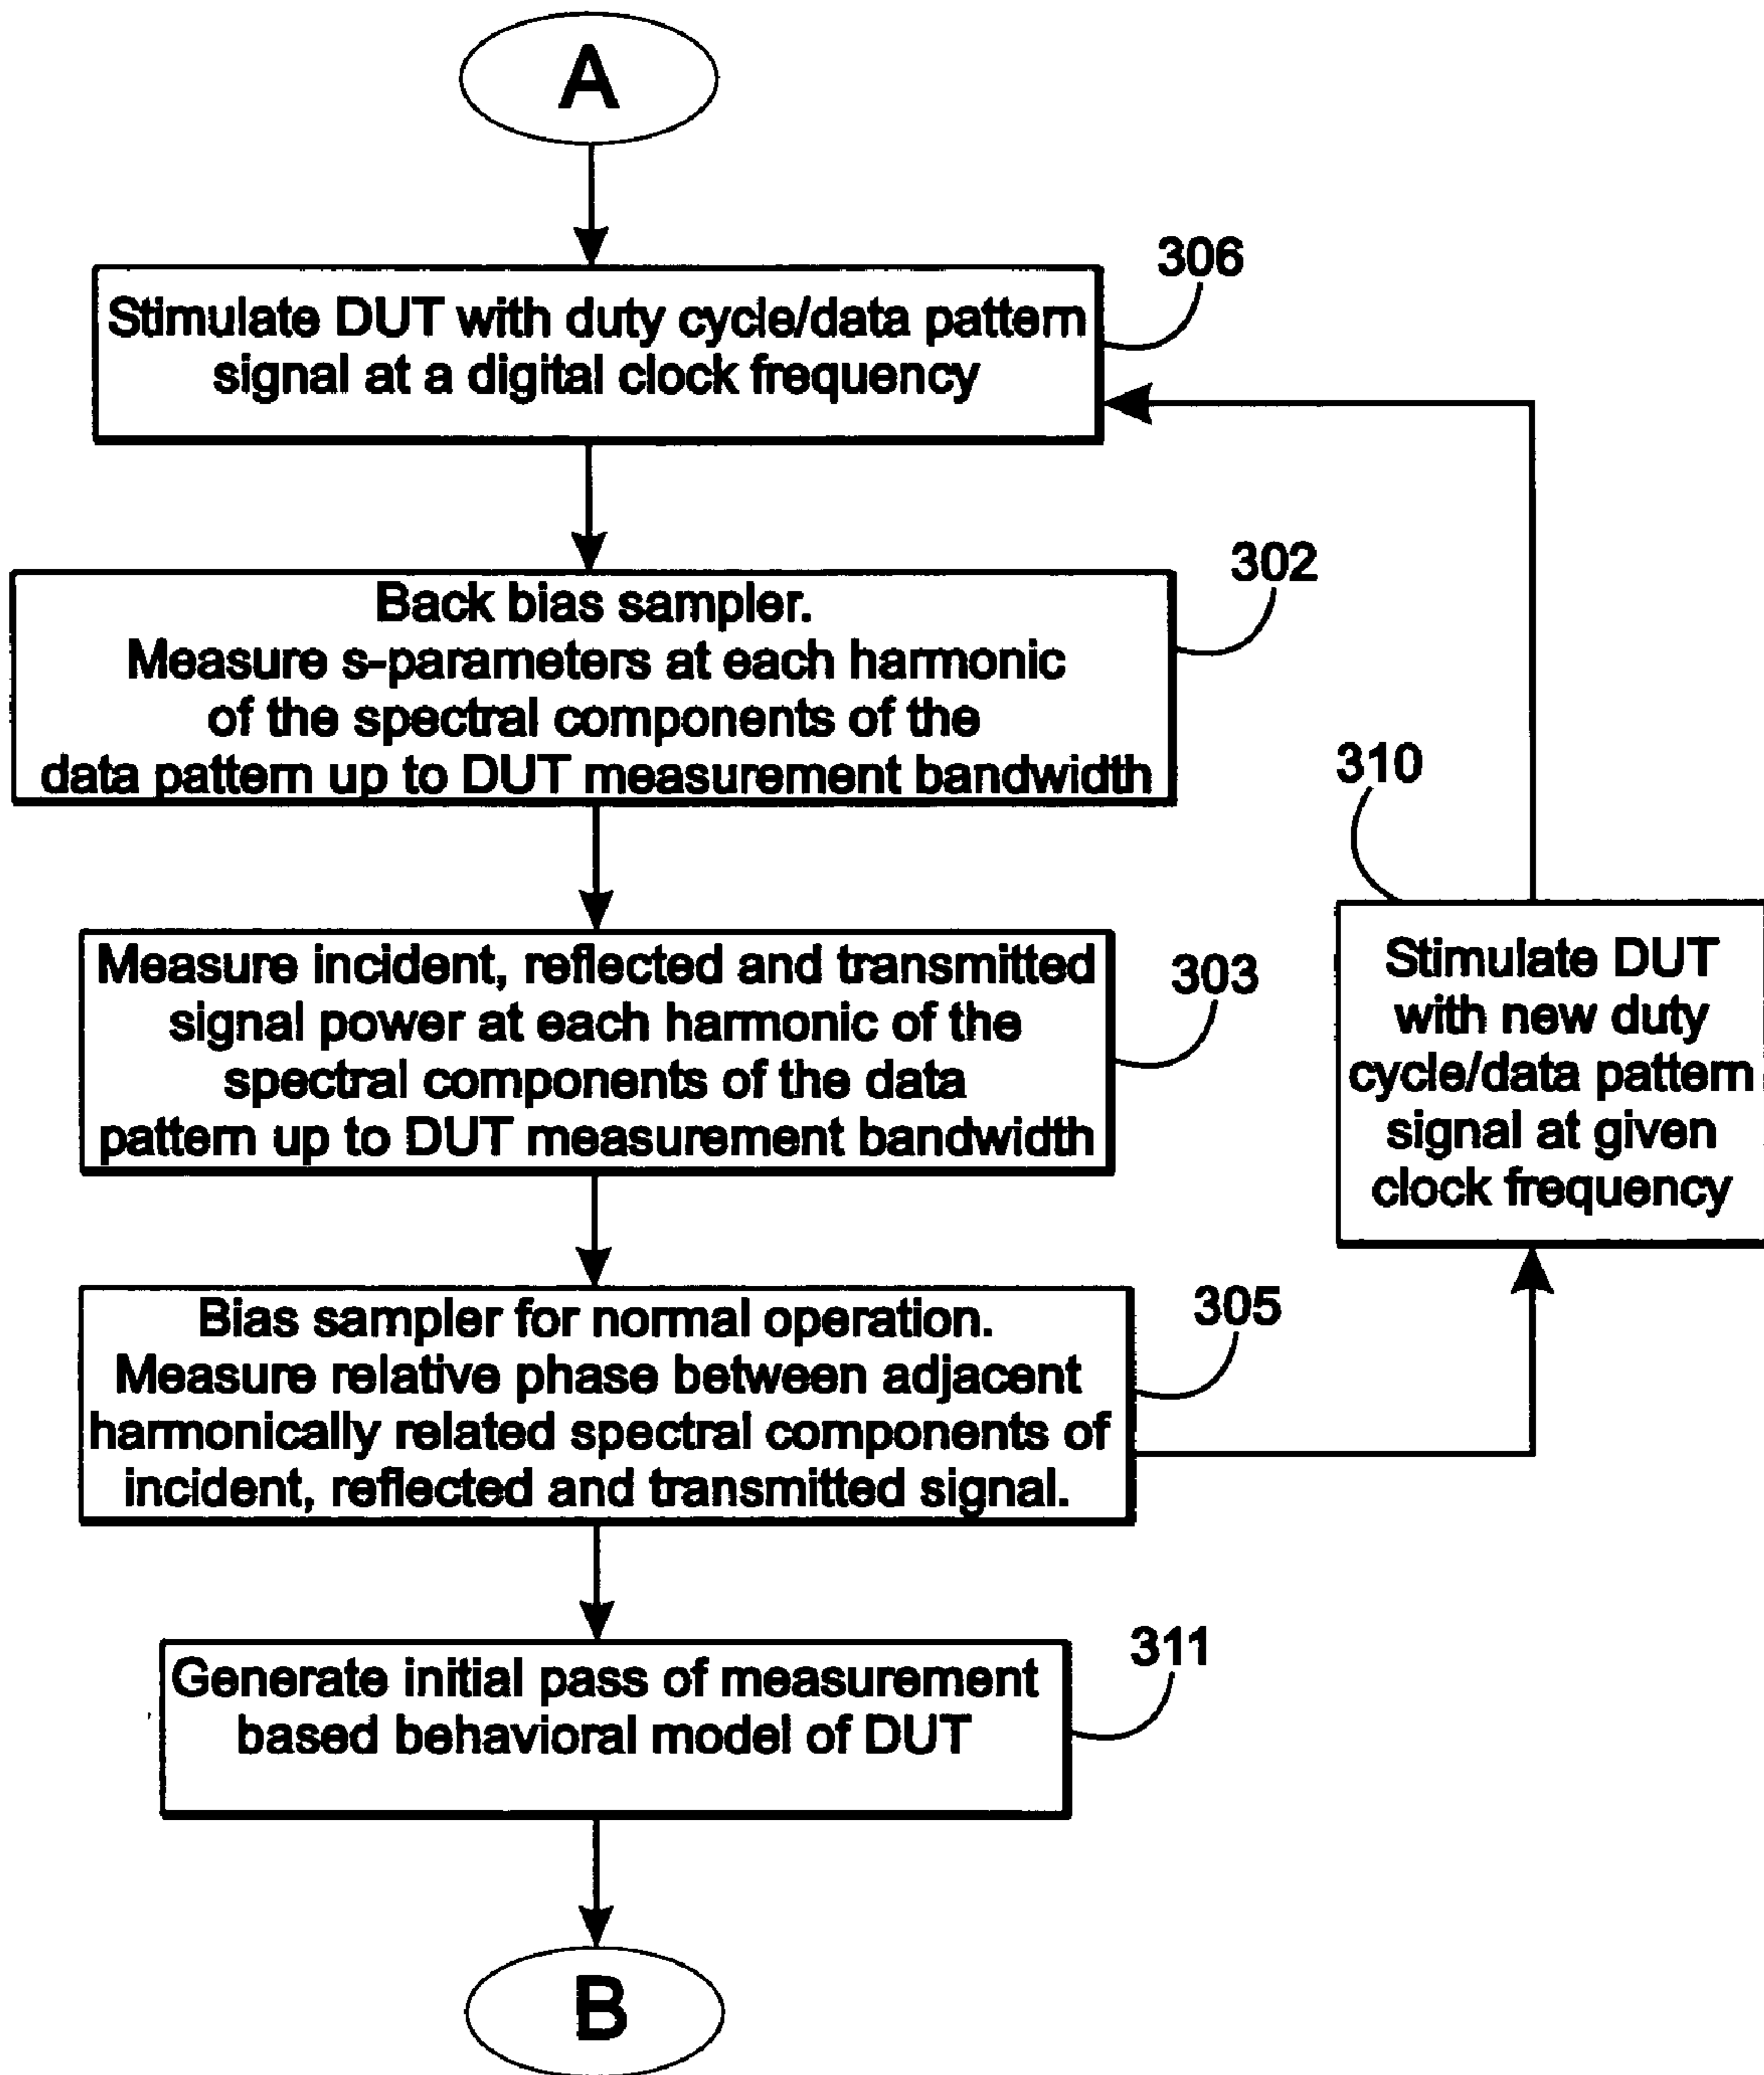 A
306
Stimulate DUT with duty cycle/data pattern
signal at a digital clock frequency
302
Back bias sampler.
Measure s-parameters at each harmonic
of the spectral components of the
data pattern up to DUT measurement bandwidth
303
Measure incident, reflected and transmitted
signal power at each harmonic of the
spectral components of the data
pattern up to DUT measurement bandwidth
310
Stimulate DUT
with new duty
cycle/data pattern
signal at given
clock frequency
305
Bias sampler for normal operation.
Measure relative phase between adjacent
harmonically related spectral components of
incident, reflected and transmitted signal.
311
Generate initial pass of measurement
based behavioral model of DUT
B